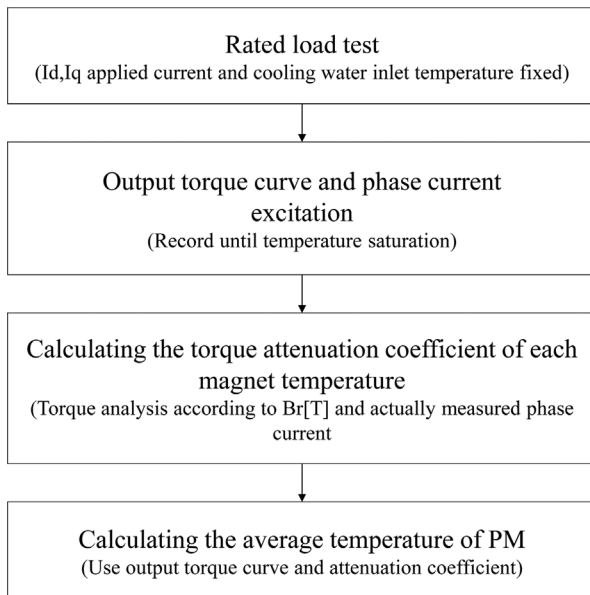 Rated load test
(Id,Iq applied current and cooling water inlet temperature fixed)
Output torque curve and phase current
excitation
(Record until temperature saturation)
Calculating the torque attenuation coefficient of each
magnet temperature
(Torque analysis according to Br[T] and actually measured phase
current
Calculating the average temperature of PM
(Use output torque curve and attenuation coefficient)